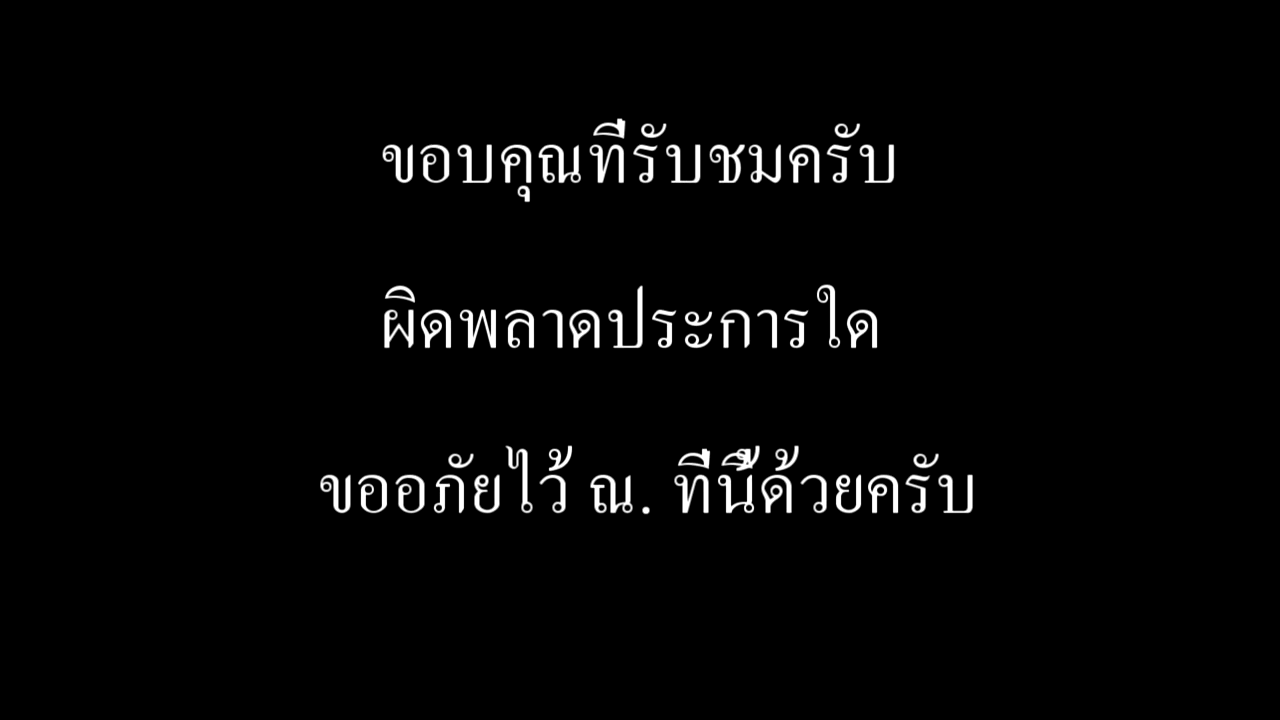 ขอบคุณที่รับชมครับ
ผิดพลาดประการใด
ขออภัยไว้ ณ. ที่นี้ด้วยครับ